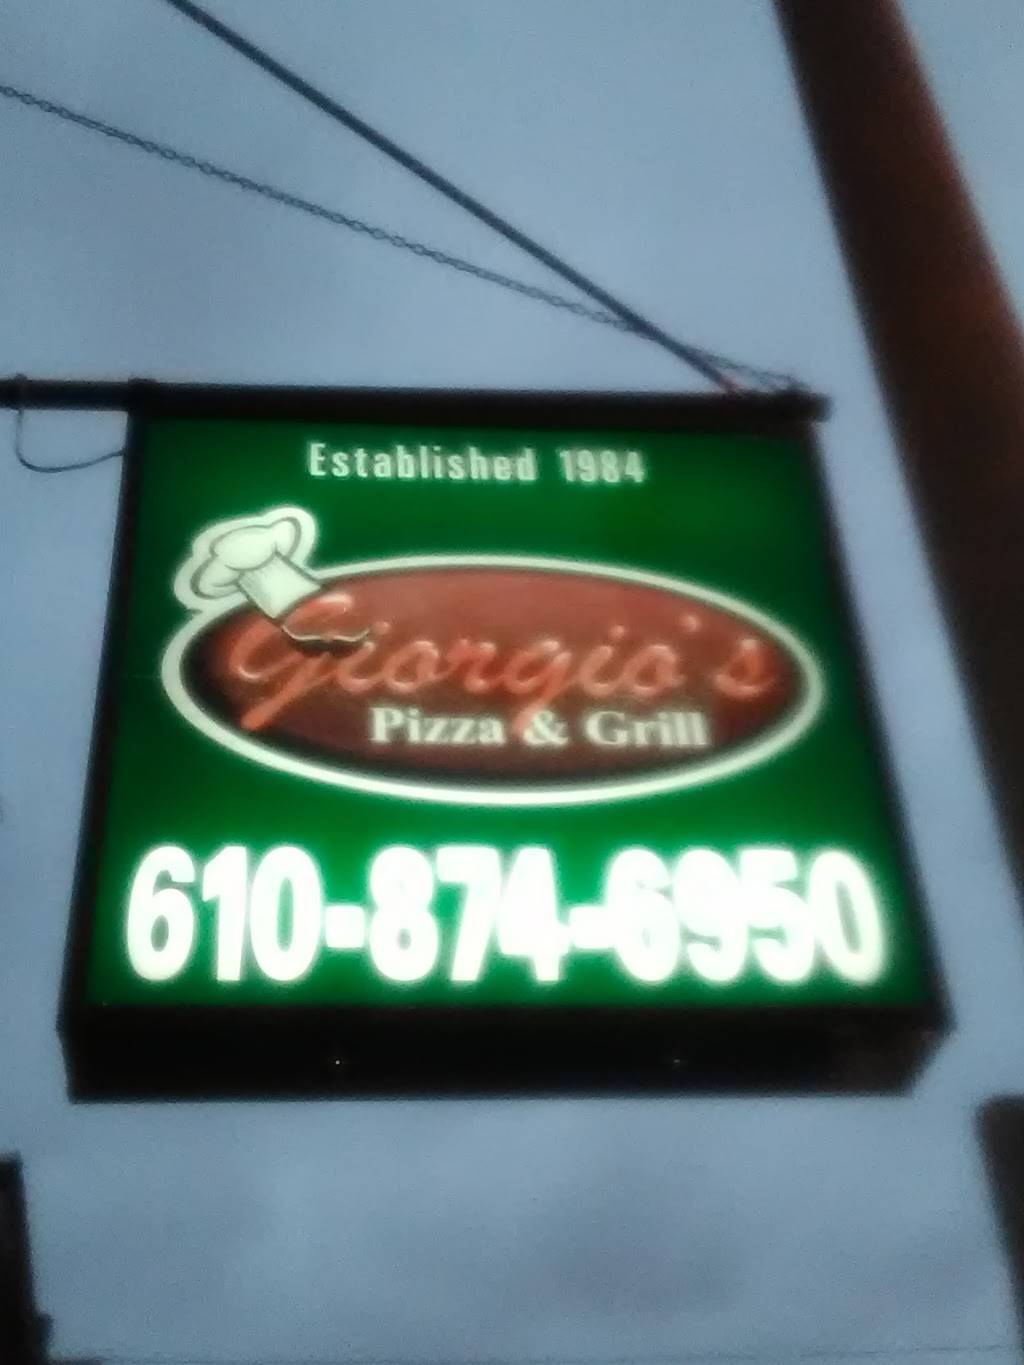 Established 1984
Giorgio's
Pizza & Grill
610-874-6950